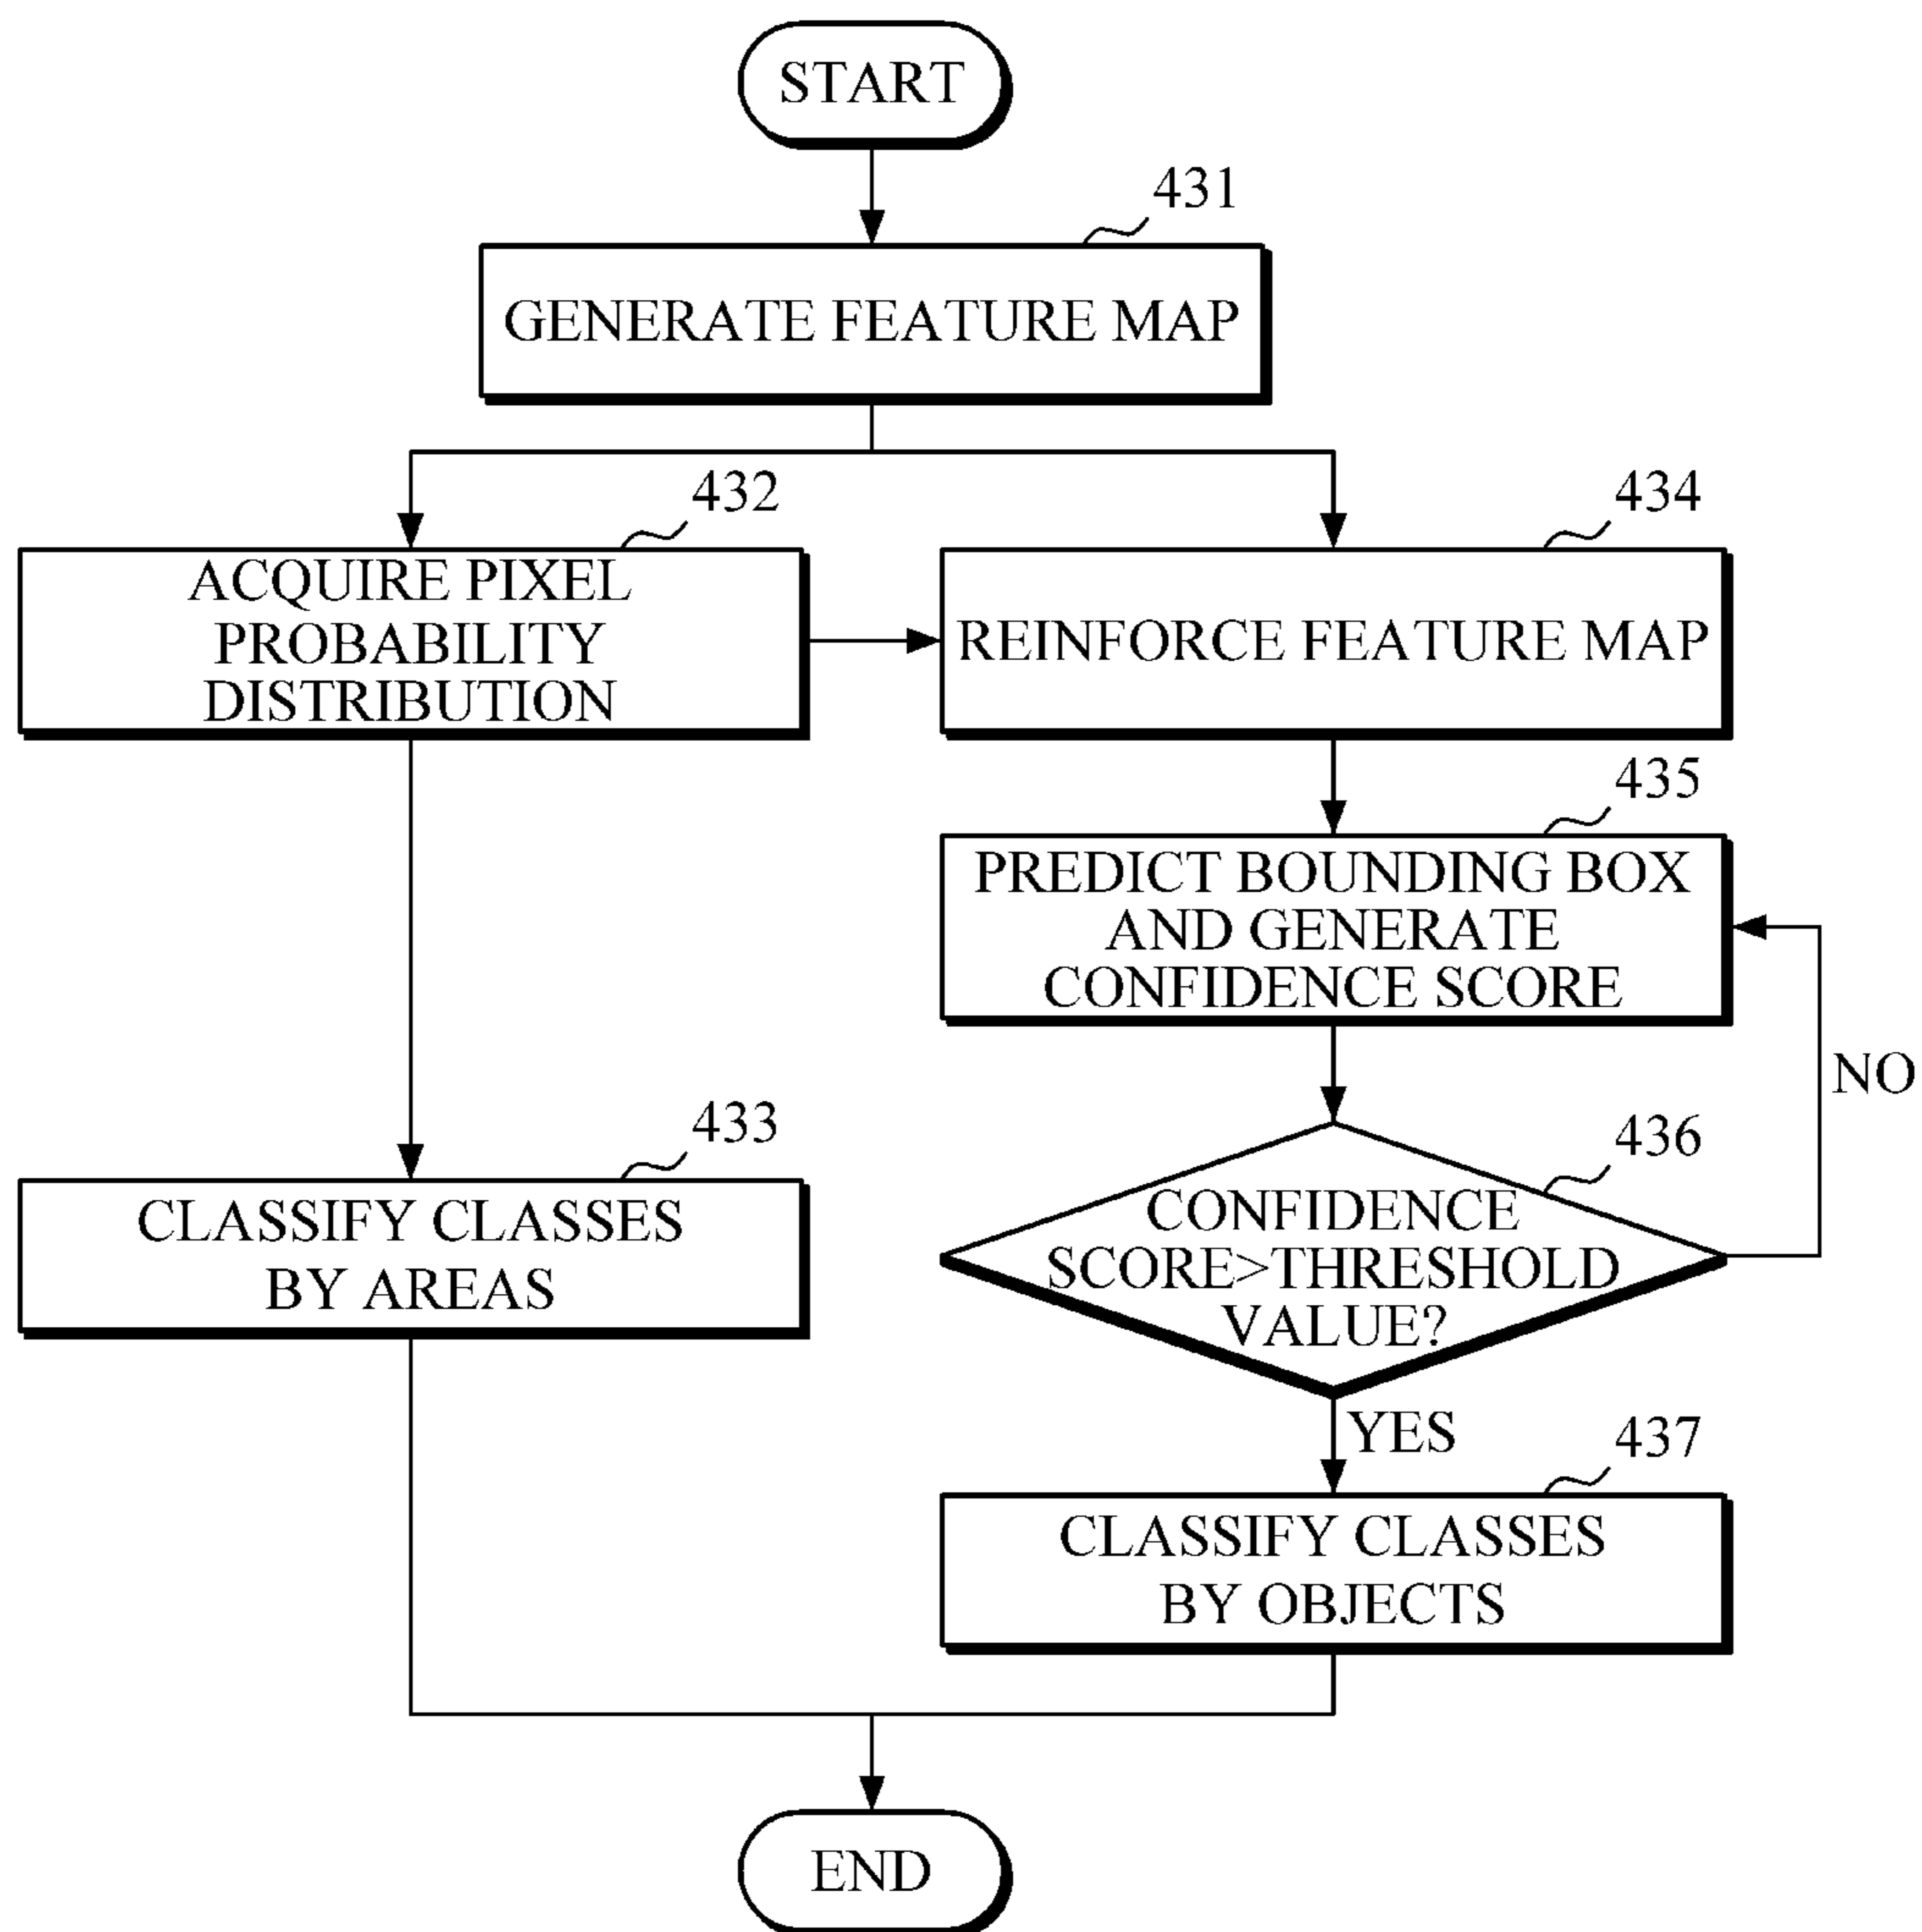 START
431
GENERATE FEATURE MAP
432
ACQUIRE PIXEL
PROBABILITY
DISTRIBUTION
434
REINFORCE FEATURE MAP
435
PREDICT BOUNDING BOX
AND GENERATE
CONFIDENCE SCORE
NO
433
CLASSIFY CLASSES
BY AREAS
436
CONFIDENCE
SCORE>THRESHOLD
VALUE?
YES
437
CLASSIFY CLASSES
BY OBJECTS
END